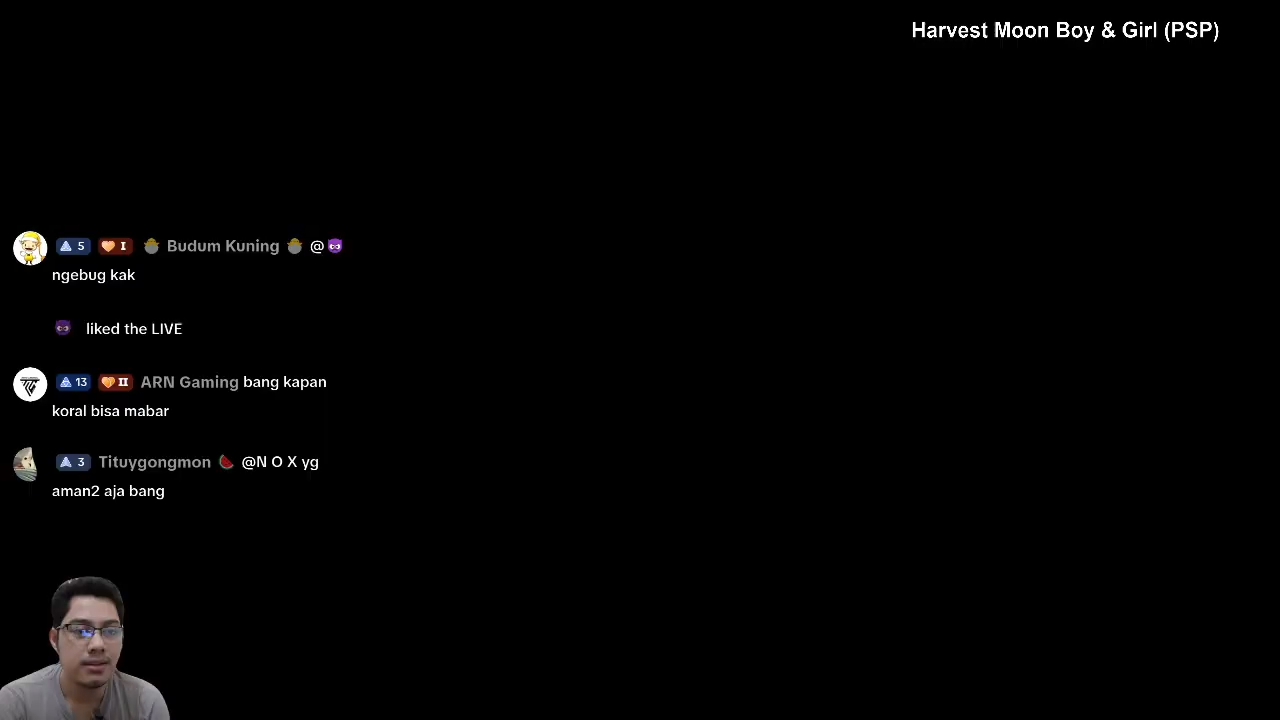 Harvest Moon Boy & Girl (PSP)
5 I Budum Kuning @
ngebug kak
liked the LIVE
13 II ARN Gaming bang kapan
koral bisa mabar
3 Tituygongmon @N O X yg
aman2 aja bang